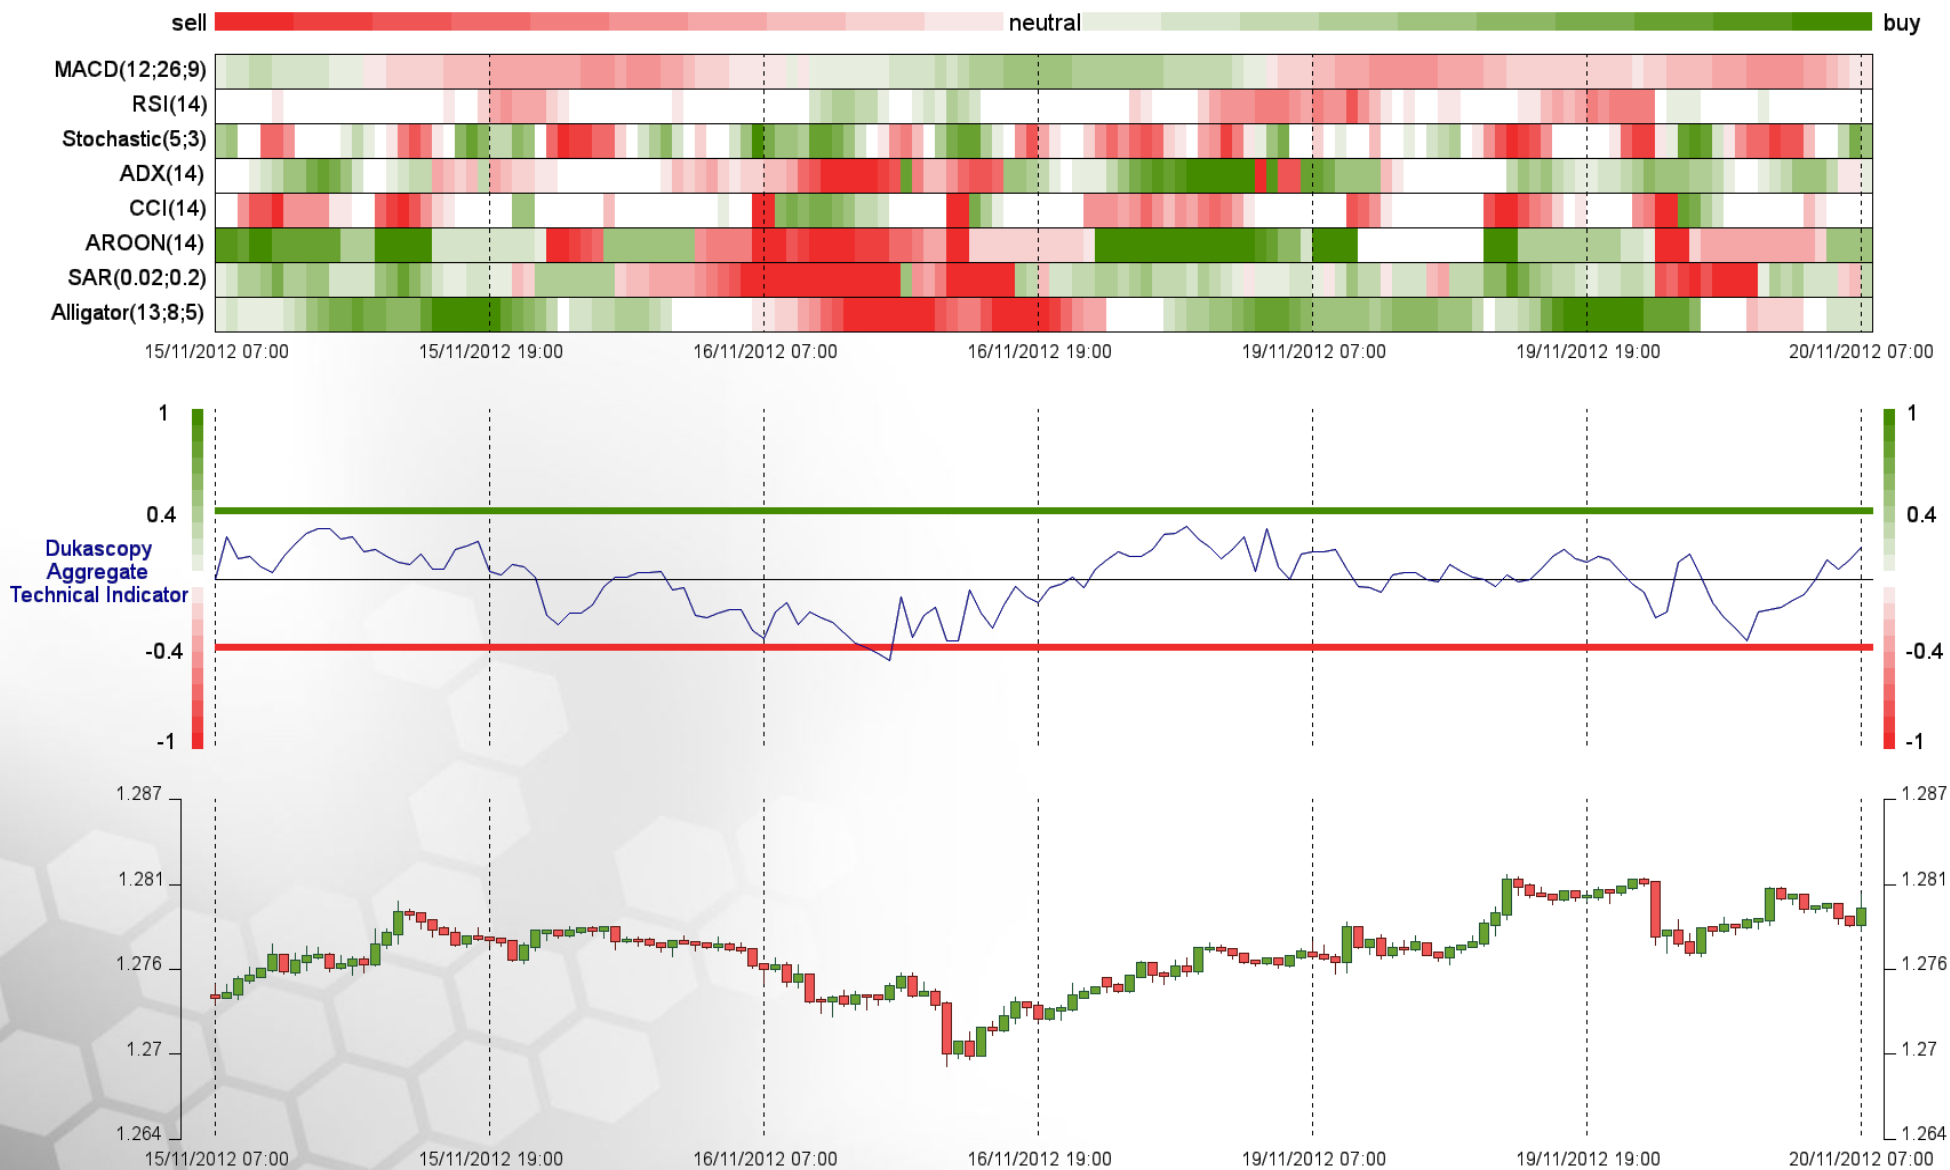 sell neutral buy
MACD(12;26;9)
RSI(14)
Stochastic(5;3)
ADX(14)
CCI(14)
AROON(14)
SAR(0.02;0.2)
Alligator(13;8;5)
15/11/2012 07:00 15/11/2012 19:00 16/11/2012 07:00 16/11/2012 19:00 19/11/2012 07:00 19/11/2012 19:00 20/11/2012 07:00
1 1
0.4 0.4
Dukascopy
Aggregate
Technical Indicator
-0.4 -0.4
-1 -1
1.287 1.287
1.281 1.281
1.276 1.276
1.27 1.27
1.264 1.264
15/11/2012 07:00 15/11/2012 19:00 16/11/2012 07:00 16/11/2012 19:00 19/11/2012 07:00 19/11/2012 19:00 20/11/2012 07:00